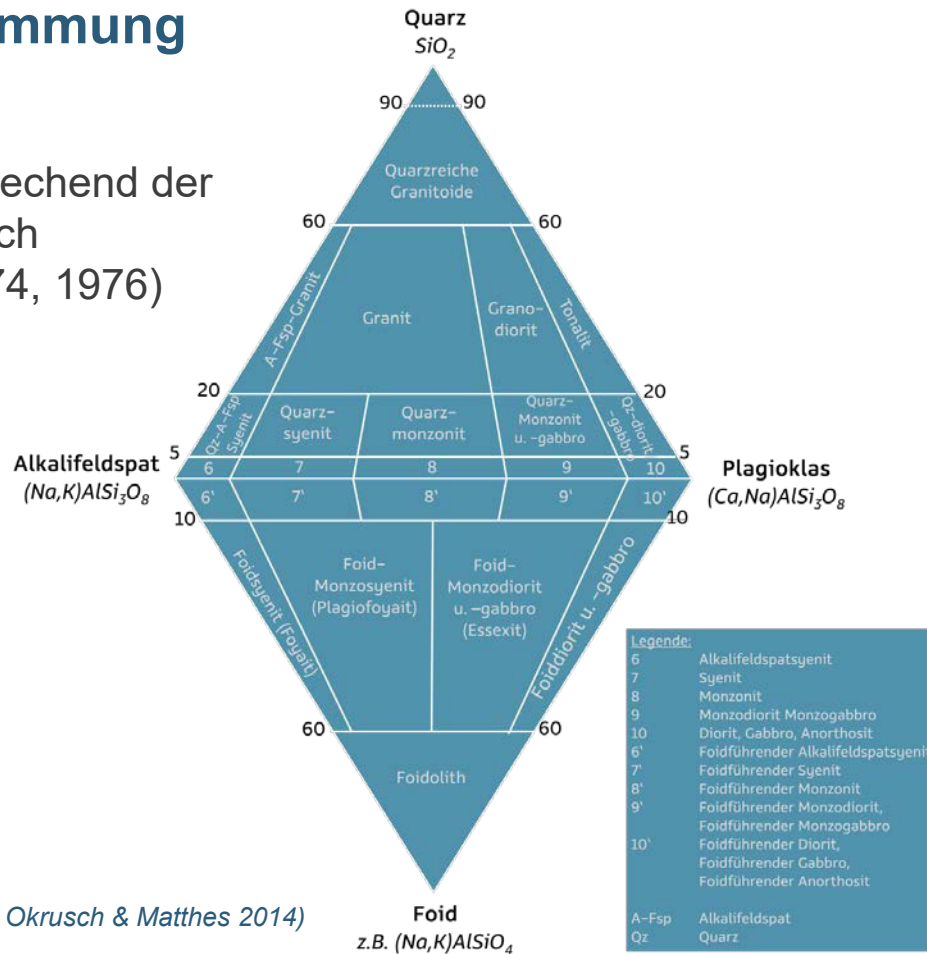 mmung
echend der
ch
74, 1976)
Quarz
SiO₂
90 90
Quarzreiche
Granitoide
60 60
A-Fsp-Granit
Granit
Grano-
diorit
Tonalit
20 20
Qz-A-Fsp
Syenit
Quarz-
syenit
Quarz-
monzonit
Quarz-
Monzonit
u. -gabbro
Qz-diorit
-gabbro
5 5
Alkalifeldspat
(Na,K)AlSi₃O₈
6 7 8 9 10
Plagioklas
(Ca,Na)AlSi₃O₈
6' 7' 8' 9' 10'
10 10
Foidsyenit (Foyait)
Foid-
Monzosyenit
(Plagiofoyait)
Foid-
Monzodiorit
u. -gabbro
(Essexit)
Foiddiorit u. -gabbro
60 60
Foidolith
Foid
z.B. (Na,K)AlSiO₄
Okrusch & Matthes 2014)
Legende:
6 Alkalifeldspatsyenit
7 Syenit
8 Monzonit
9 Monzodiorit Monzogabbro
10 Diorit, Gabbro, Anorthosit
6' Foidführender Alkalifeldspatsyenit
7' Foidführender Syenit
8' Foidführender Monzonit
9' Foidführender Monzodiorit,
Foidführender Monzogabbro
10' Foidführender Diorit,
Foidführender Gabbro,
Foidführender Anorthosit
A-Fsp Alkalifeldspat
Qz Quarz